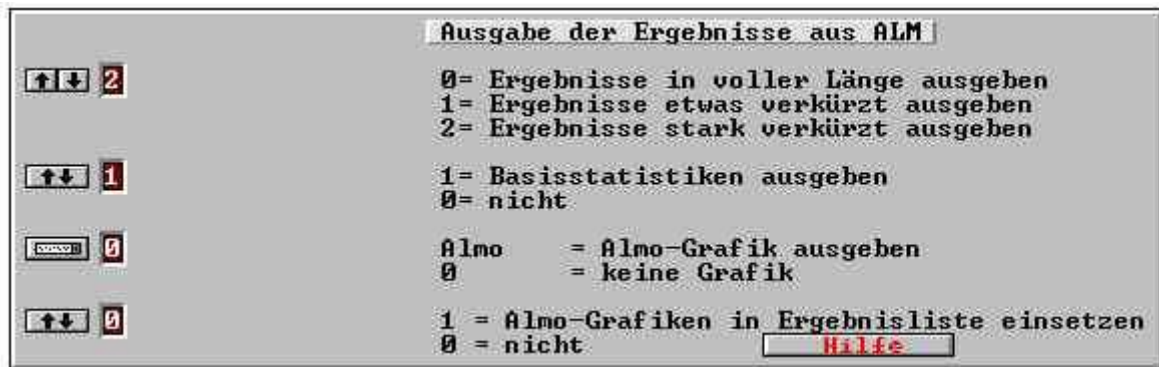 Ausgabe der Ergebnisse aus ALM
2 0= Ergebnisse in voller Länge ausgeben
1= Ergebnisse etwas verkürzt ausgeben
2= Ergebnisse stark verkürzt ausgeben
1 1= Basisstatistiken ausgeben
0= nicht
0 Almo = Almo-Grafik ausgeben
0 = keine Grafik
0 1 = Almo-Grafiken in Ergebnisliste einsetzen
0 = nicht Hilfe